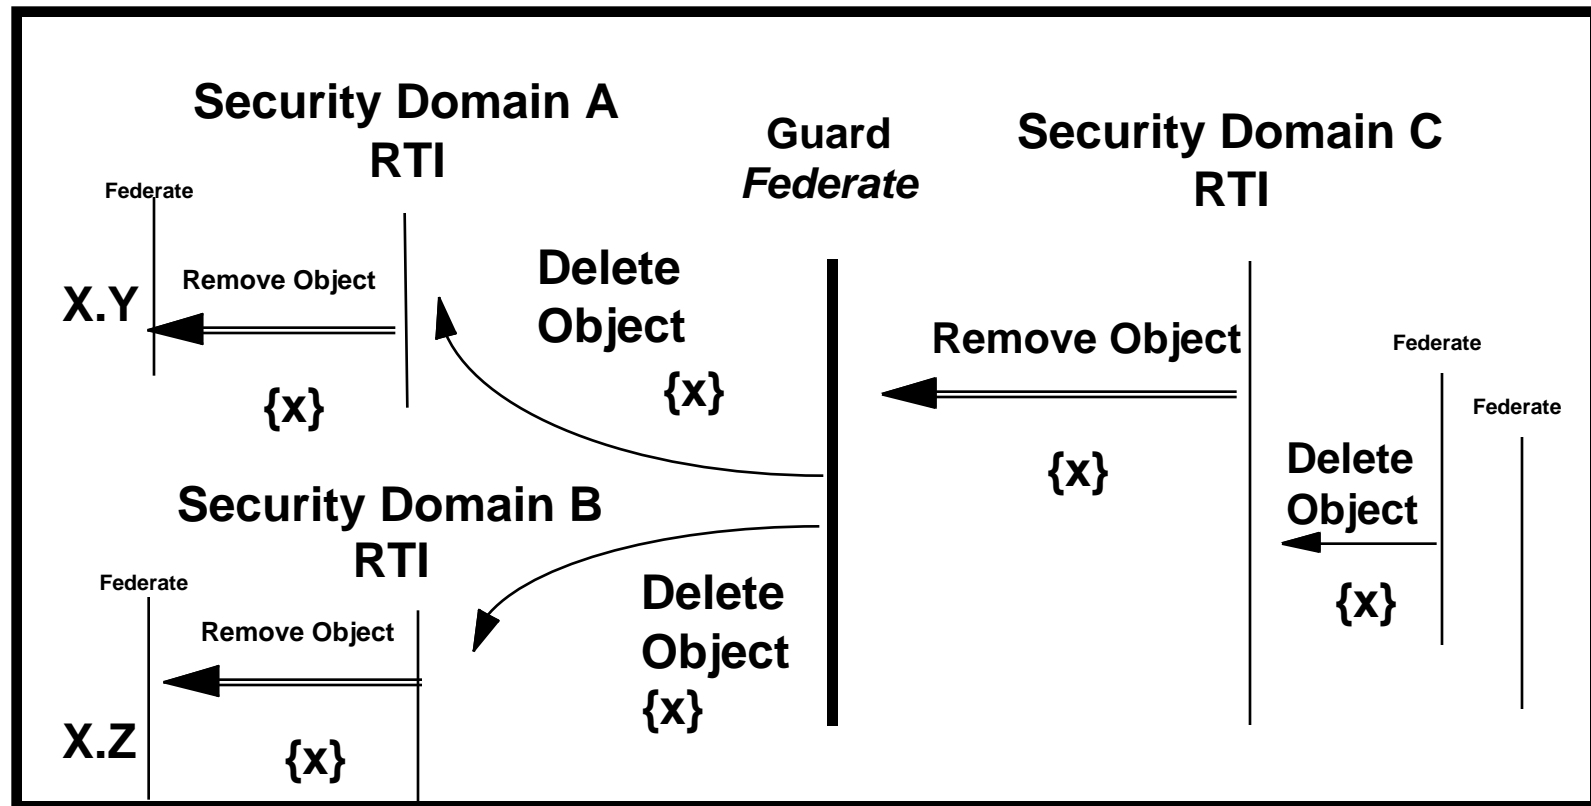 Security Domain A
RTI
Federate
X.Y
Remove Object
{x}
Delete
Object
{x}
Guard
Federate
Security Domain C
RTI
Remove Object
{x}
Federate
Federate
Delete
Object
{x}
Security Domain B
RTI
Federate
Remove Object
X.Z
{x}
Delete
Object
{x}